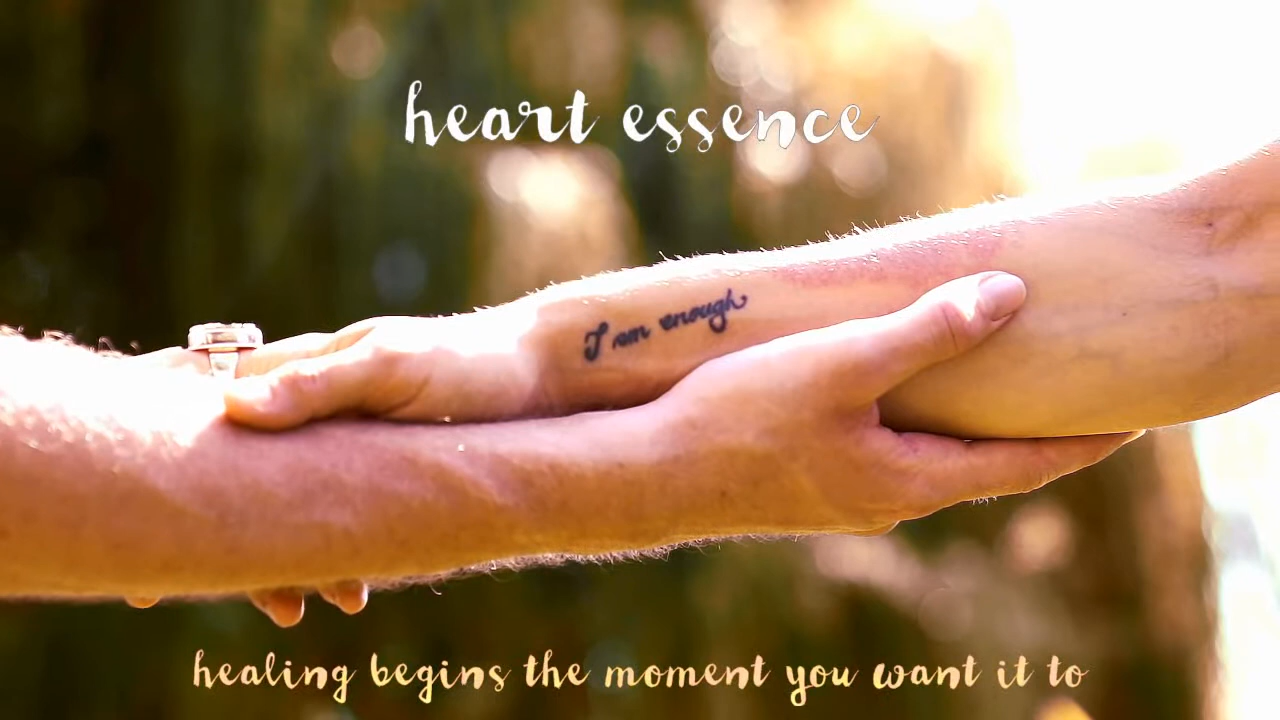 heart essence
I am enough
healing begins the moment you want it to